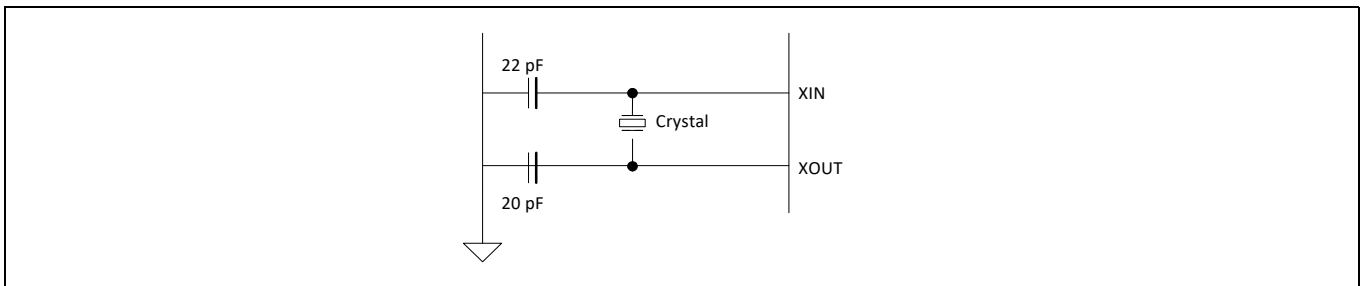 22 pF
XIN
Crystal
XOUT
20 pF